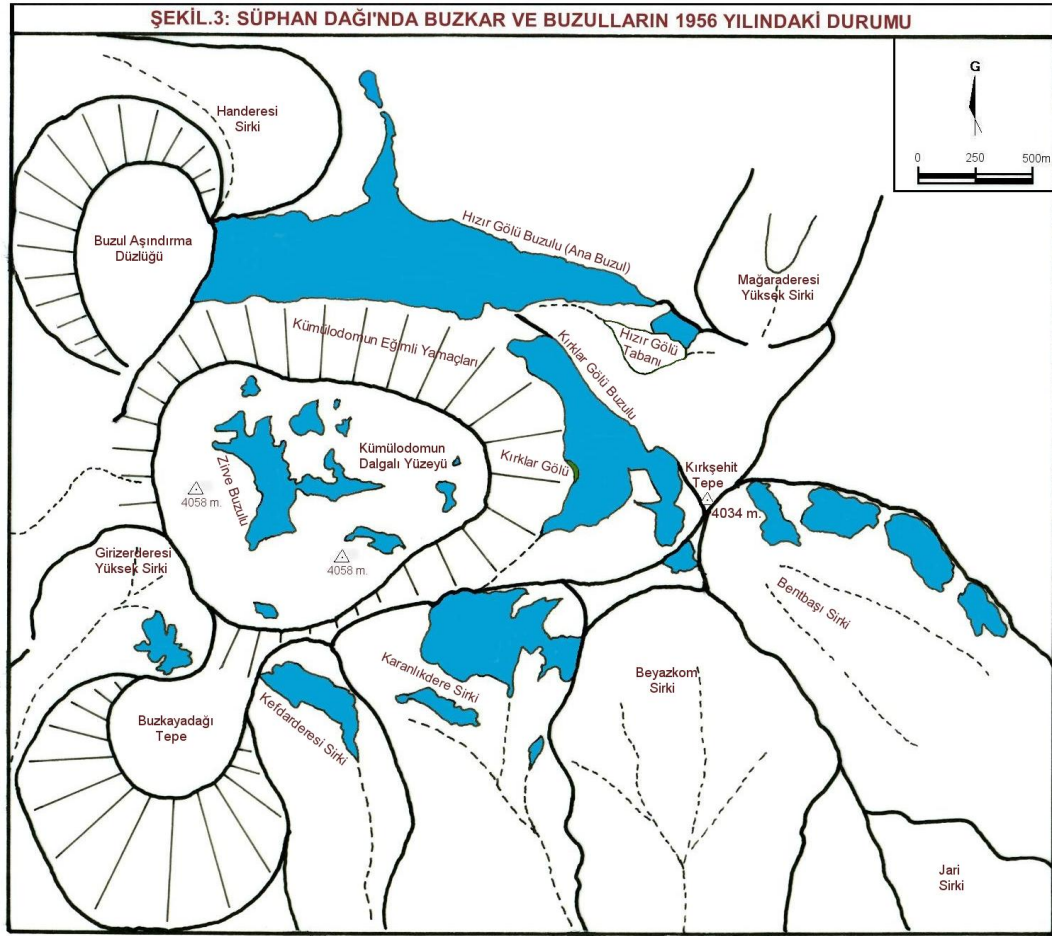 ŞEKİL.3: SÜPHAN DAĞI'NDA BUZKAR VE BUZULLARIN 1956 YILINDAKİ DURUMU
G
0 250 500m
Handeresi
Sirki
Buzul Aşındırma
Düzlüğü
Hızır Gölü Buzulu (Ana Buzul)
Mağaraderesi
Yüksek Sirki
Kümülodomun Eğimli Yamaçları
Hızır Gölü
Tabanı
Kırklar Gölü Buzulu
Kümülodomun
Dalgalı Yüzeyü
Zirve Buzulu
Kırklar Gölü
Kırkşehit
Tepe
4034 m.
4058 m.
4058 m.
Girizerderesi
Yüksek Sirki
Bentbaşı Sirki
Karanlıkdere Sirki
Beyazkom
Sirki
Kefdarderesi Sirki
Buzkayadağı
Tepe
Jari
Sirki